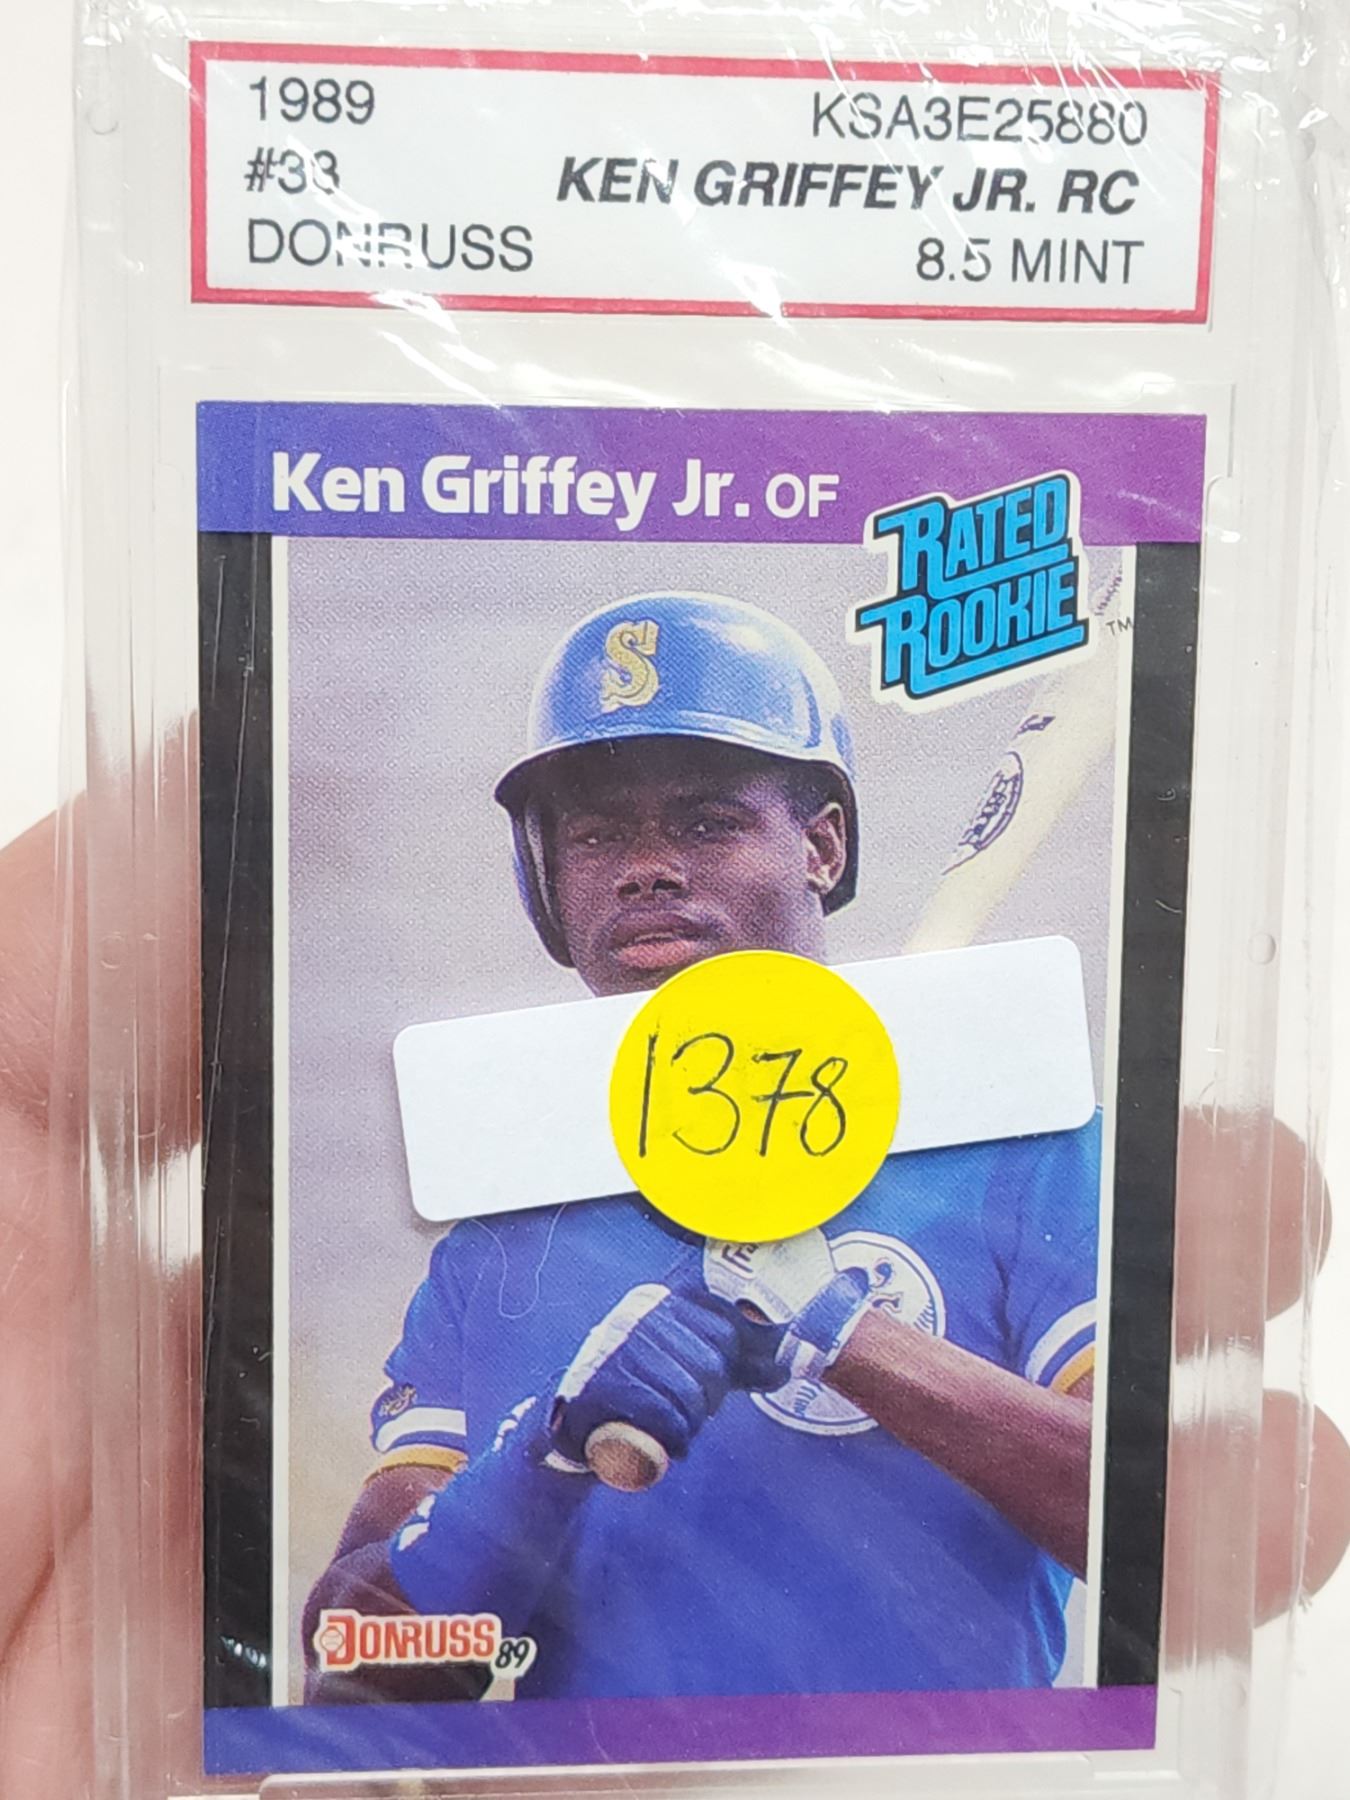 1989 KSA3E25880
#33 KEN GRIFFEY JR. RC
DONRUSS 8.5 MINT
Ken Griffey Jr. OF
RATED
ROOKIE
TM
S
1378
DONRUSS 89